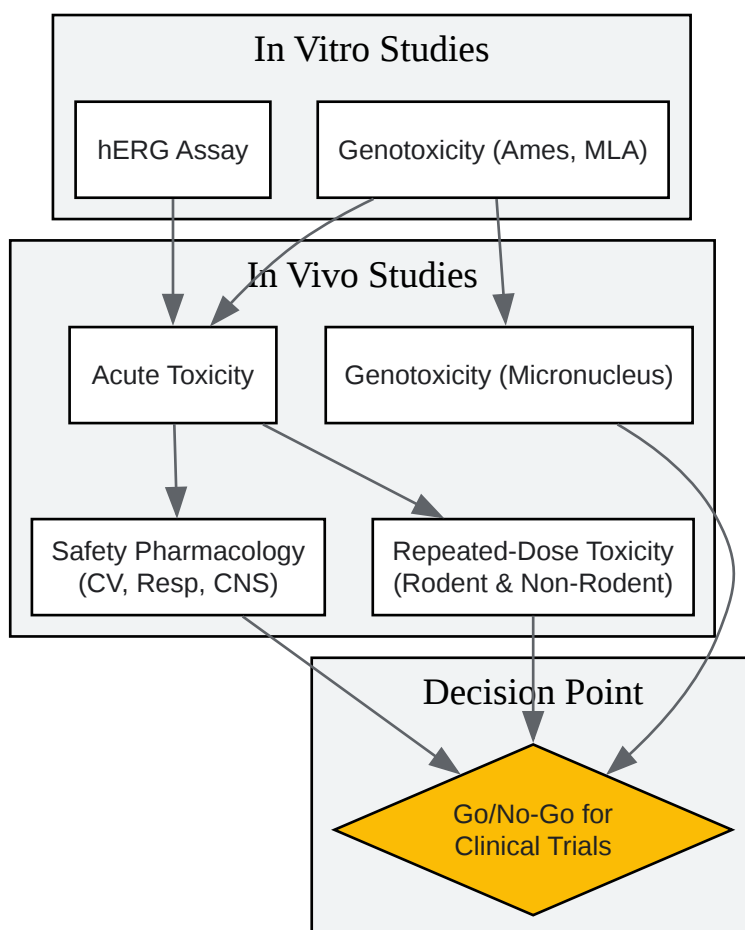 In Vitro Studies
hERG Assay
Genotoxicity (Ames, MLA)
In Vivo Studies
Acute Toxicity
Genotoxicity (Micronucleus)
Safety Pharmacology
(CV, Resp, CNS)
Repeated-Dose Toxicity
(Rodent & Non-Rodent)
Decision Point
Go/No-Go for
Clinical Trials